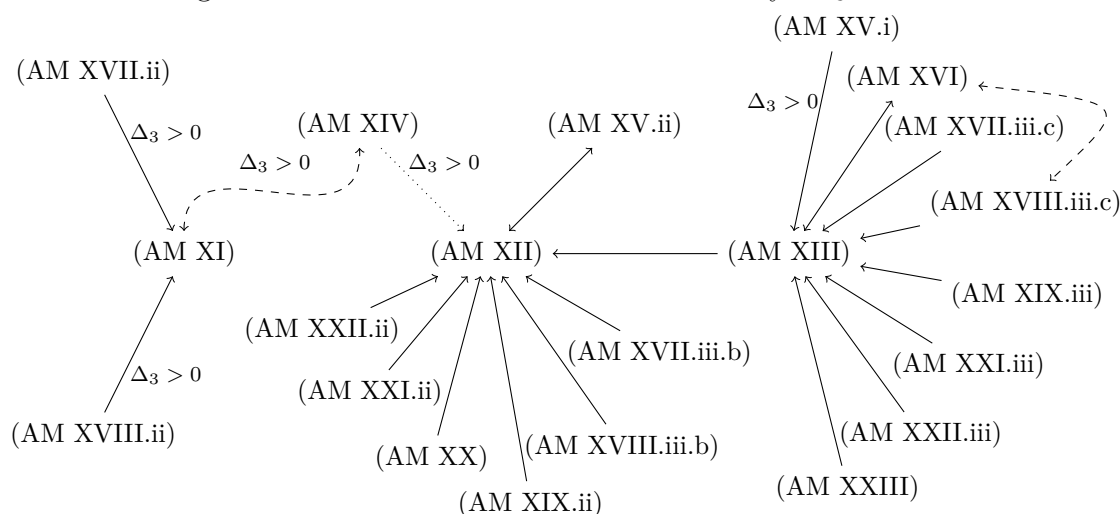 (AM XV.i)
(AM XVII.ii)
(AM XVI)
Δ₃ > 0
(AM XIV)
(AM XV.ii)
(AM XVII.iii.c)
Δ₃ > 0
Δ₃ > 0
Δ₃ > 0
(AM XVIII.iii.c)
(AM XI)
(AM XII)
(AM XIII)
(AM XIX.iii)
(AM XXII.ii)
(AM XVII.iii.b)
(AM XXI.iii)
Δ₃ > 0
(AM XXI.ii)
(AM XVIII.ii)
(AM XXII.iii)
(AM XVIII.iii.b)
(AM XX)
(AM XXIII)
(AM XIX.ii)